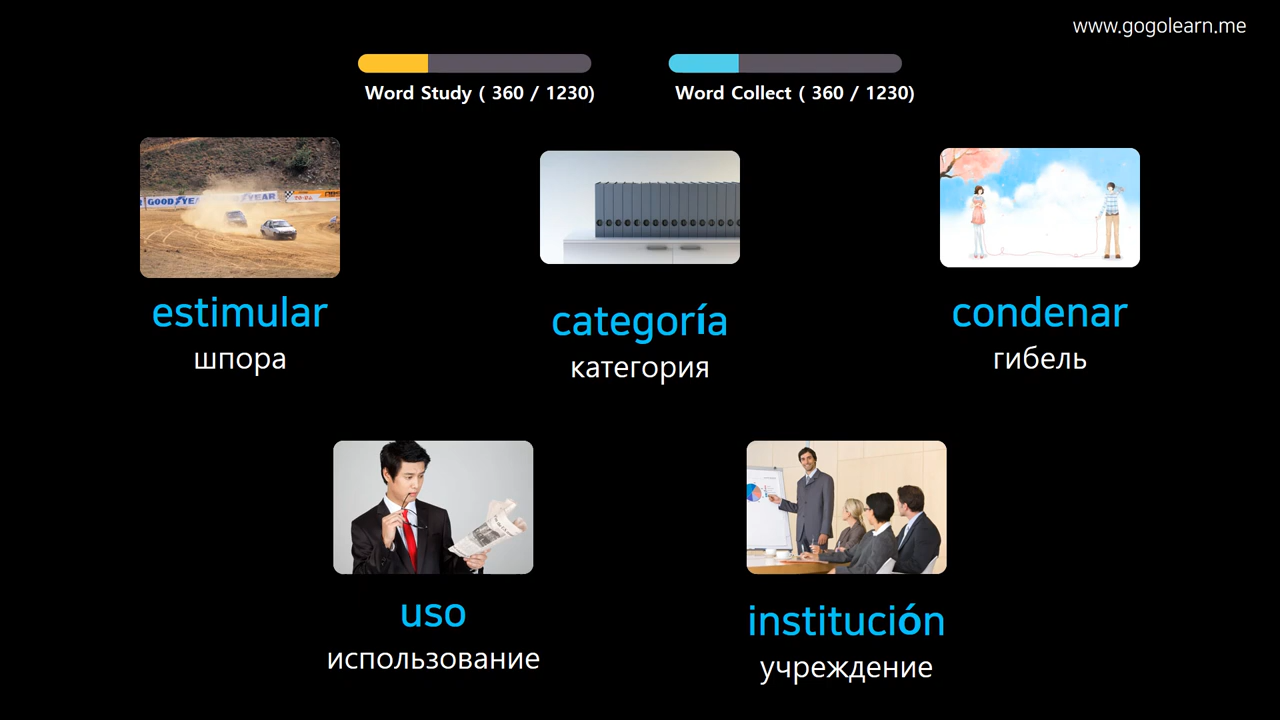 www.gogolearn.me
Word Study ( 360 / 1230)
Word Collect ( 360 / 1230)
GOODYEAR
estimular
шпора
categoría
категория
condenar
гибель
uso
использование
institución
учреждение